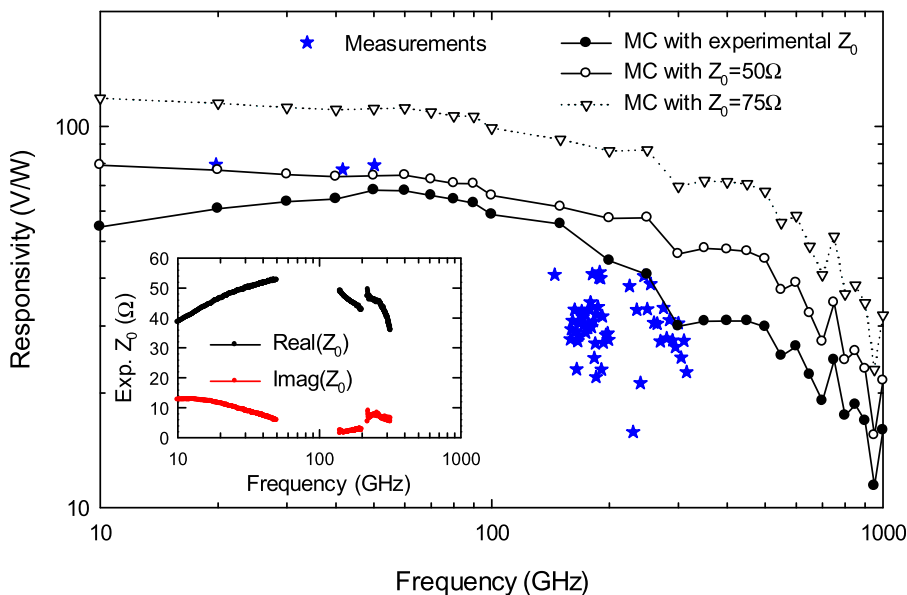 Measurements
MC with experimental Z0
MC with Z0=50Ω
MC with Z0=75Ω
Responsivity (V/W)
100
10
10
100
1000
Frequency (GHz)
Exp. Z0 (Ω)
60
50
40
30
20
10
0
Real(Z0)
Imag(Z0)
10
100
1000
Frequency (GHz)